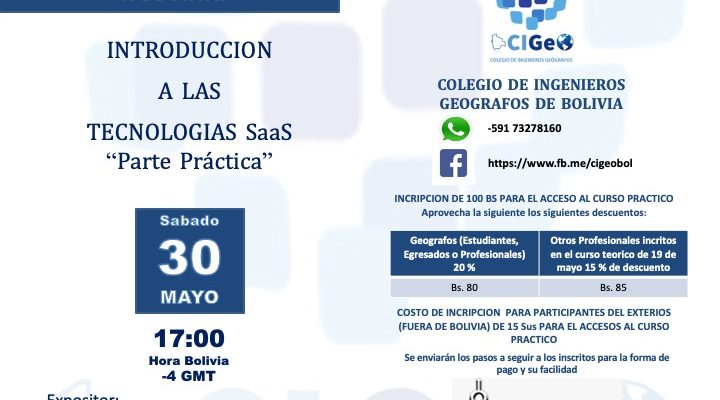 INTRODUCCION
A LAS
TECNOLOGIAS SaaS
“Parte Práctica”
Sabado
30
MAYO
17:00
Hora Bolivia
-4 GMT
Expositor:
CIGeO
COLEGIO DE INGENIEROS GEÓGRAFOS
COLEGIO DE INGENIEROS
GEOGRAFOS DE BOLIVIA
-591 73278160
https://www.fb.me/cigeobol
INCRIPCION DE 100 BS PARA EL ACCESO AL CURSO PRACTICO
Aprovecha la siguiente los siguientes descuentos:
Geografos (Estudiantes,
Egresados o Profesionales)
20 %
Otros Profesionales incritos
en el curso teorico de 19 de
mayo 15 % de descuento
Bs. 80
Bs. 85
COSTO DE INCRIPCION PARA PARTICIPANTES DEL EXTERIOS
(FUERA DE BOLIVIA) DE 15 Sus PARA EL ACCESOS AL CURSO
PRACTICO
Se enviarán los pasos a seguir a los inscritos para la forma de
pago y su facilidad